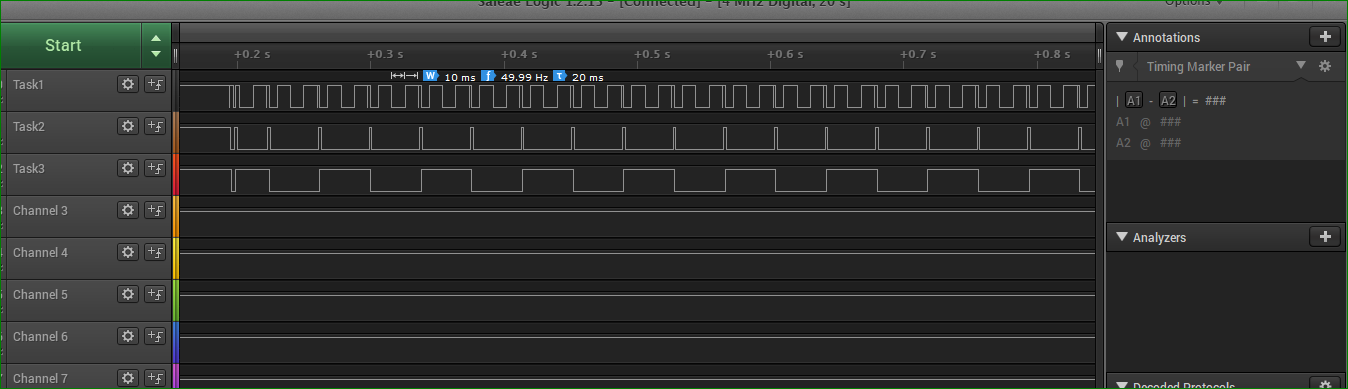 Saleae Logic 1.2.15 - [Connected] - [4 MHz Digital, 20 s]
Options
Start
+0.2 s +0.3 s +0.4 s +0.5 s +0.6 s +0.7 s +0.8 s
W 10 ms f 49.99 Hz T 20 ms
Task1
Task2
Task3
Channel 3
Channel 4
Channel 5
Channel 6
Channel 7
Annotations
Timing Marker Pair
| A1 - A2 | = ###
A1 @ ###
A2 @ ###
Analyzers
Decoded Protocols